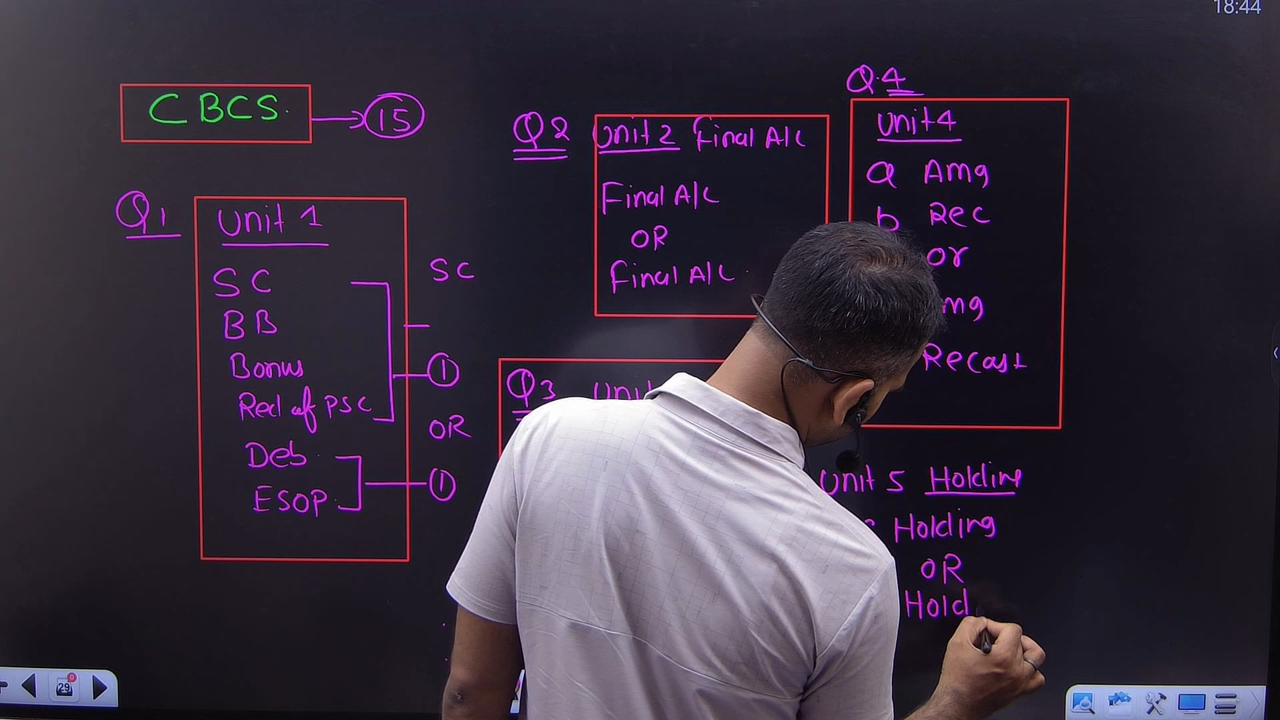 18:44
CBCS. → 15
Q1 Unit 1
SC
BB
Bonus
Red of PSC
Deb
ESOP
SC
1
OR
1
Q2 Unit 2 Final A/c
Final A/c
OR
Final A/c
Q3
Q.4
Unit 4
a Amg
b Rec
or
mg
Recast
Unit 5 Holding
Holding
OR
Hold
29